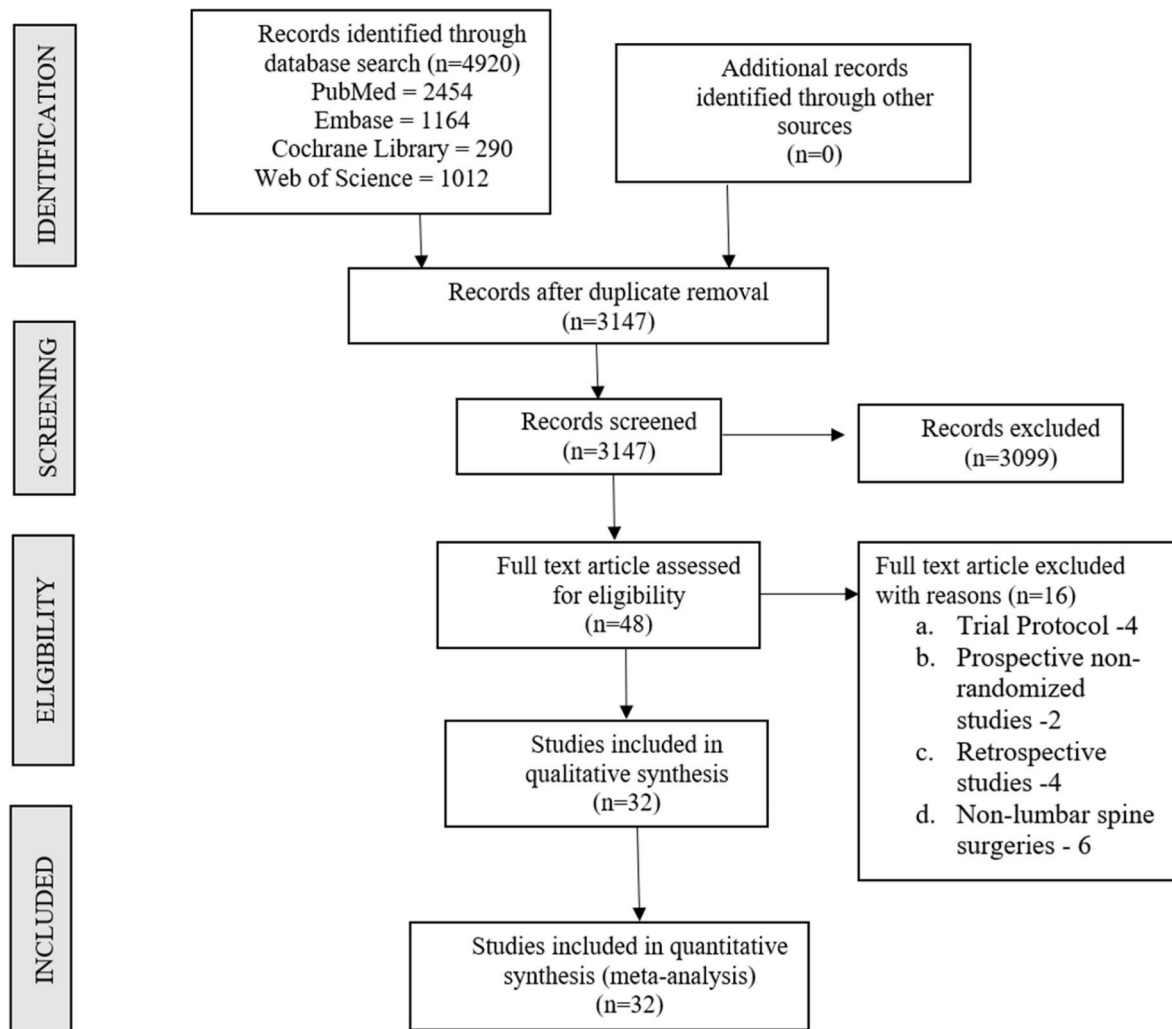 IDENTIFICATION
Records identified through
database search (n=4920)
PubMed = 2454
Embase = 1164
Cochrane Library = 290
Web of Science = 1012
Additional records
identified through other
sources
(n=0)
Records after duplicate removal
(n=3147)
SCREENING
Records screened
(n=3147)
Records excluded
(n=3099)
ELIGIBILITY
Full text article assessed
for eligibility
(n=48)
Full text article excluded
with reasons (n=16)
a. Trial Protocol -4
b. Prospective non-
randomized
studies -2
c. Retrospective
studies -4
d. Non-lumbar spine
surgeries - 6
Studies included in
qualitative synthesis
(n=32)
INCLUDED
Studies included in quantitative
synthesis (meta-analysis)
(n=32)